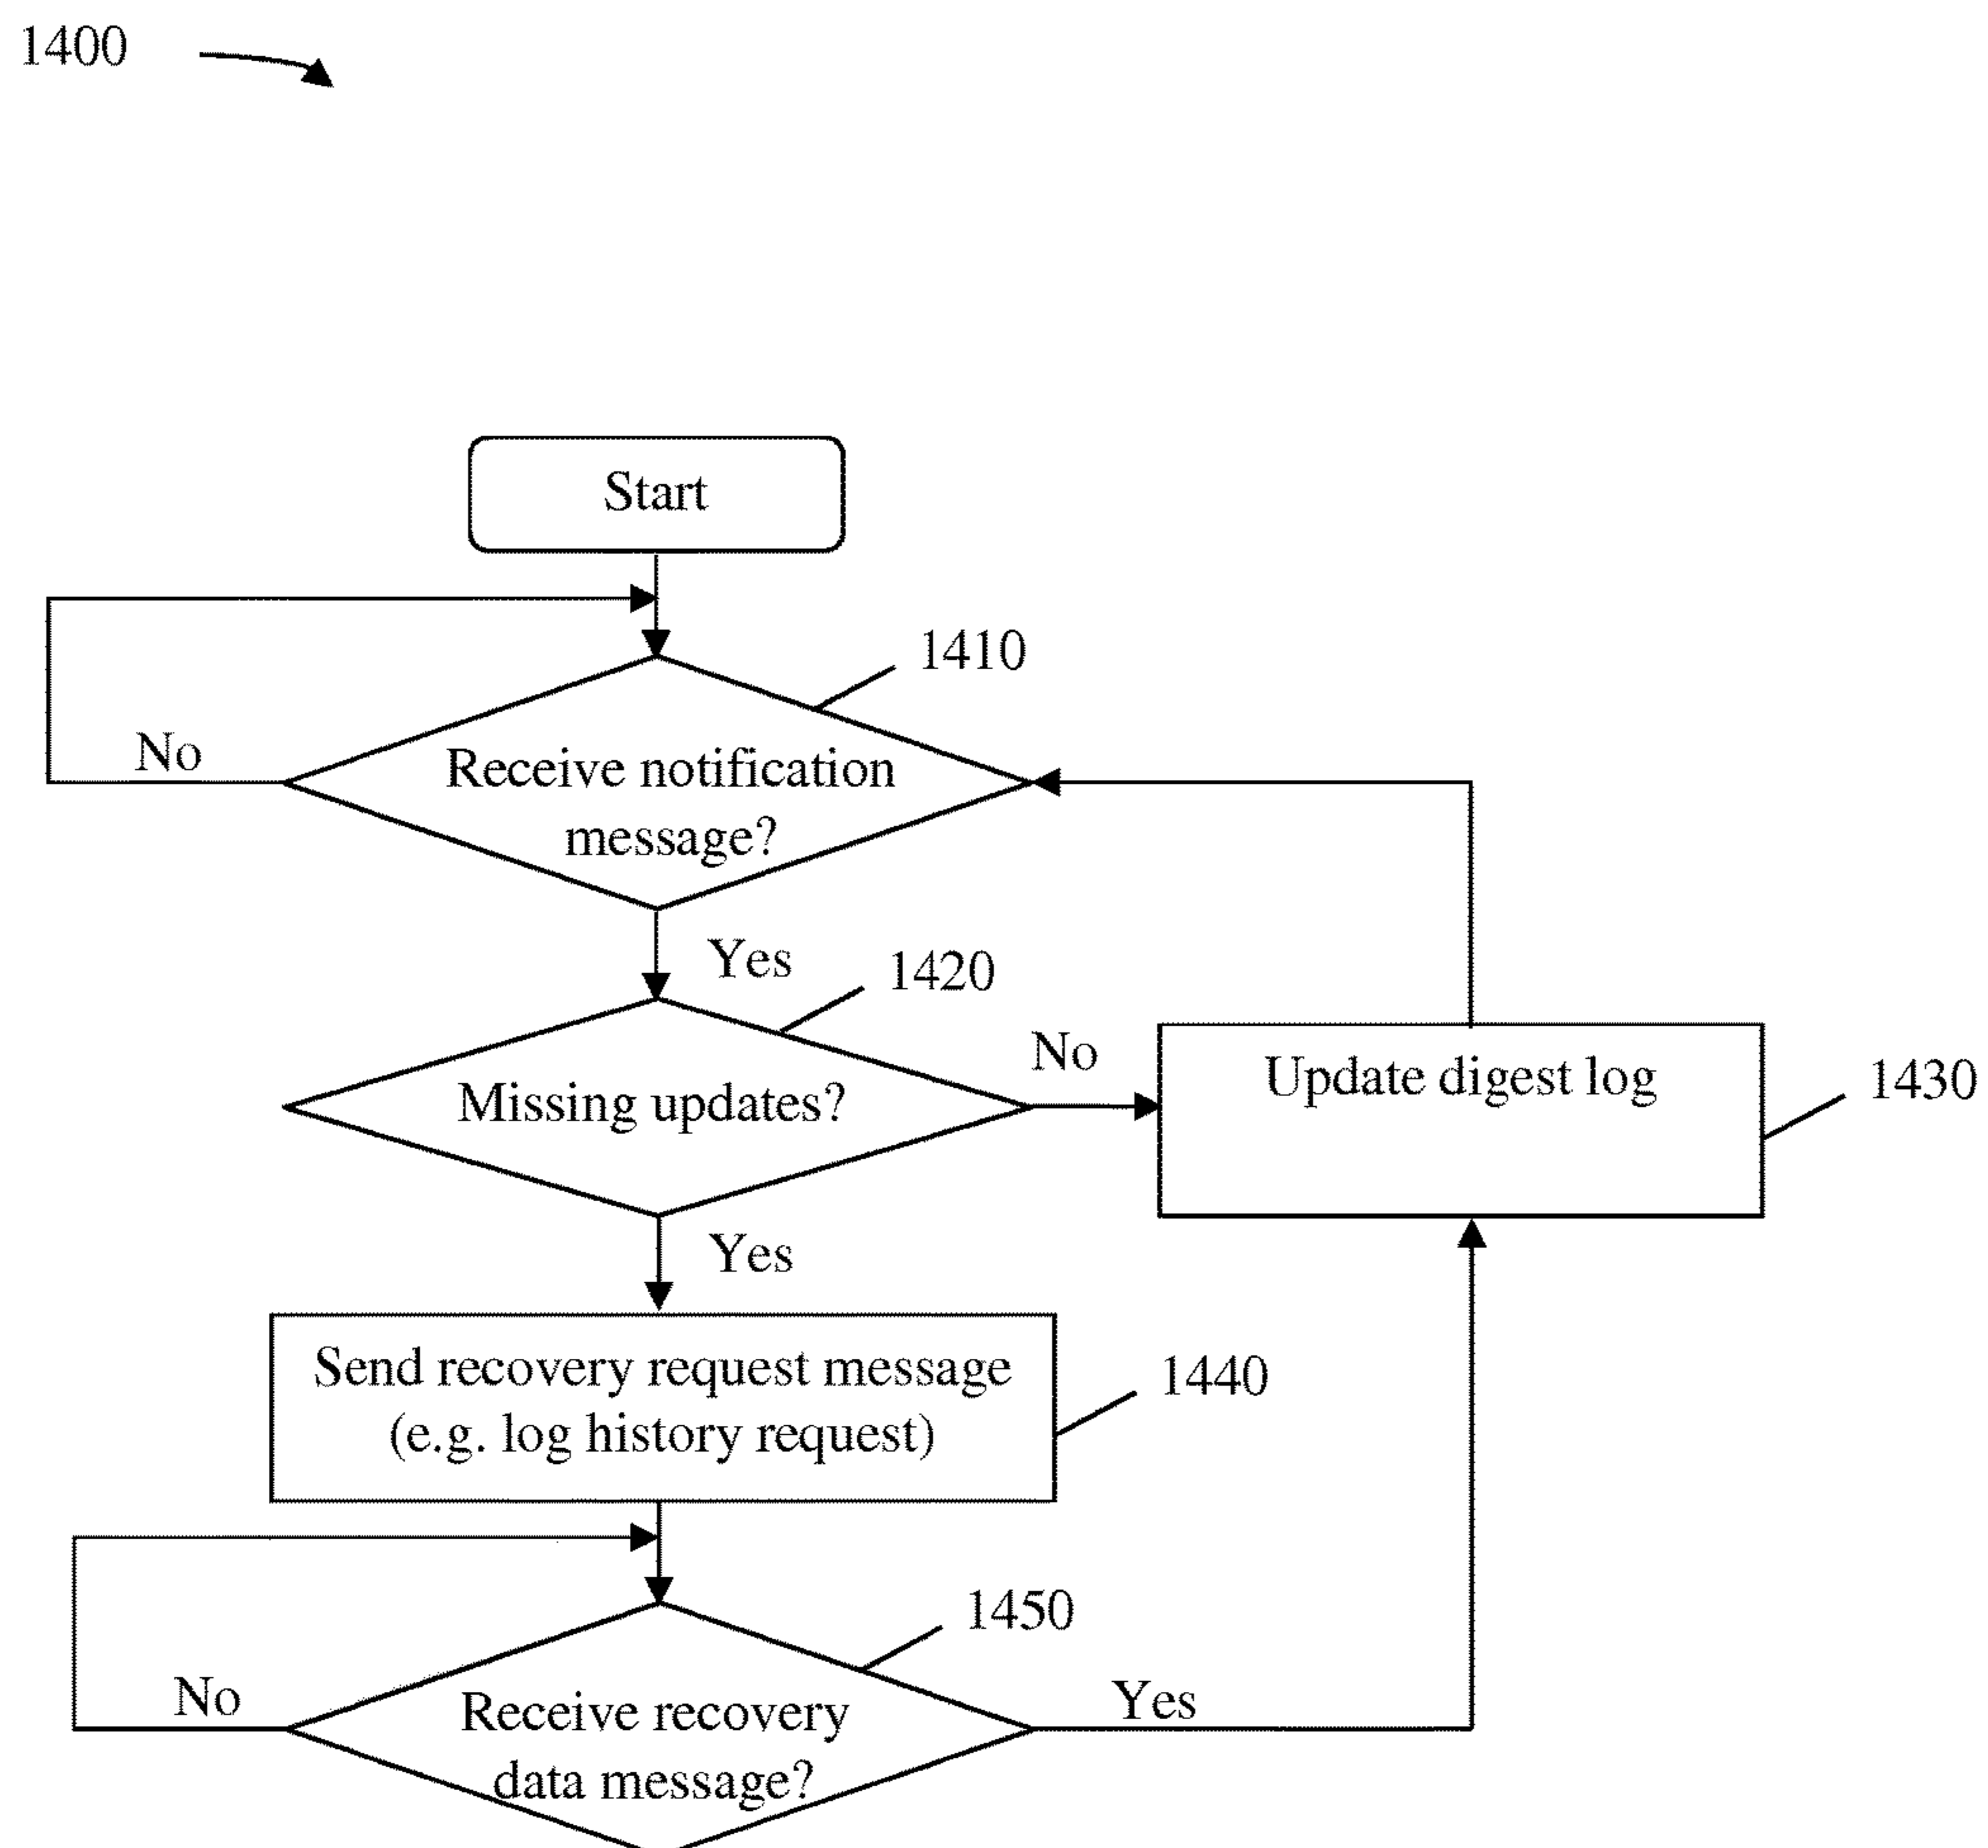 1400
Start
1410
No
Receive notification
message?
Yes
1420
No
Missing updates?
Update digest log
1430
Yes
Send recovery request message
(e.g. log history request)
1440
1450
No
Receive recovery
data message?
Yes